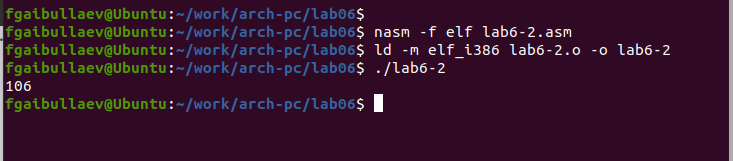 fgaibullaev@Ubuntu:~/work/arch-pc/lab06$
fgaibullaev@Ubuntu:~/work/arch-pc/lab06$ nasm -f elf lab6-2.asm
fgaibullaev@Ubuntu:~/work/arch-pc/lab06$ ld -m elf_i386 lab6-2.o -o lab6-2
fgaibullaev@Ubuntu:~/work/arch-pc/lab06$ ./lab6-2
106
fgaibullaev@Ubuntu:~/work/arch-pc/lab06$